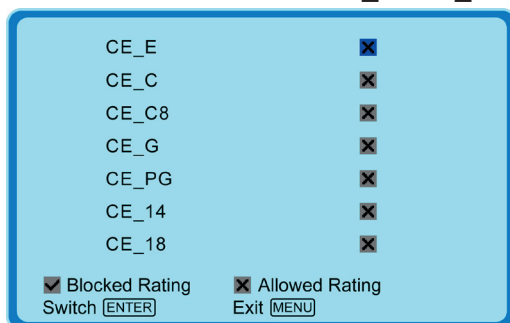 CE_E
CE_C
CE_C8
CE_G
CE_PG
CE_14
CE_18
Blocked Rating Allowed Rating
Switch ENTER Exit MENU